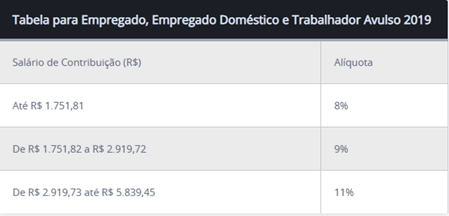 Tabela para Empregado, Empregado Doméstico e Trabalhador Avulso 2019
Salário de Contribuição (R$) Alíquota
Até R$ 1.751,81 8%
De R$ 1.751,82 a R$ 2.919,72 9%
De R$ 2.919,73 até R$ 5.839,45 11%